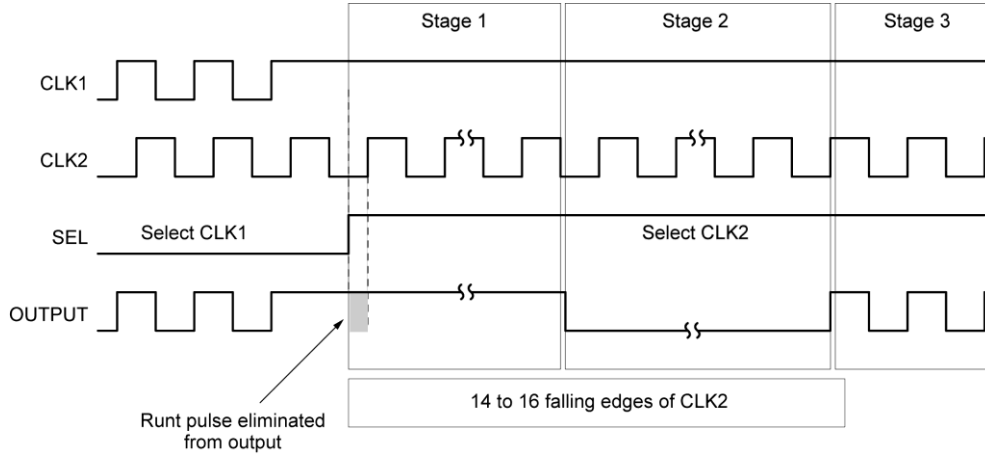 Stage 1
Stage 2
Stage 3
CLK1
CLK2
SEL
Select CLK1
Select CLK2
OUTPUT
14 to 16 falling edges of CLK2
Runt pulse eliminated
from output